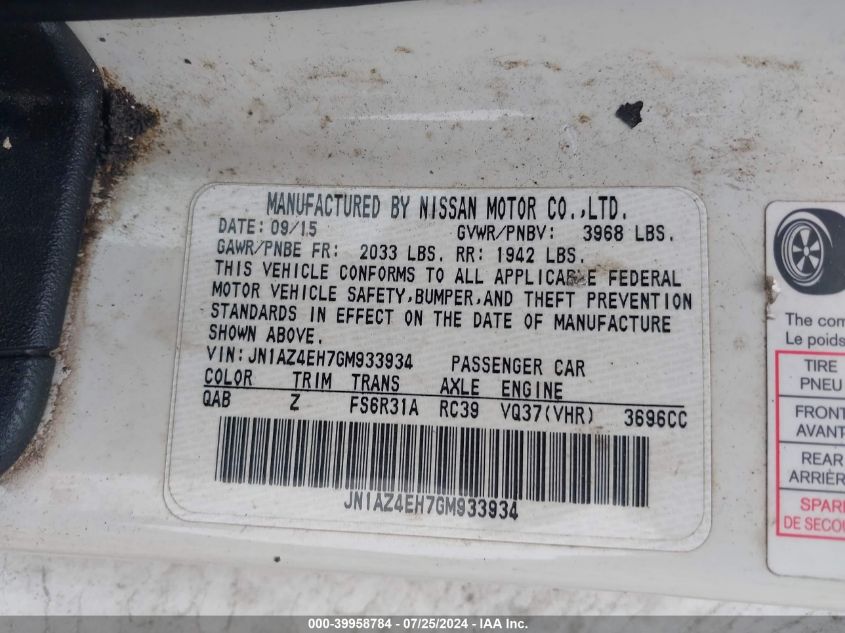 MANUFACTURED BY NISSAN MOTOR CO.,LTD.
DATE: 09/15 GVWR/PNBV: 3968 LBS.
GAWR/PNBE FR: 2033 LBS. RR: 1942 LBS.
THIS VEHICLE CONFORMS TO ALL APPLICABLE FEDERAL
MOTOR VEHICLE SAFETY,BUMPER,AND THEFT PREVENTION
STANDARDS IN EFFECT ON THE DATE OF MANUFACTURE
SHOWN ABOVE.
VIN:JN1AZ4EH7GM933934 PASSENGER CAR
COLOR TRIM TRANS AXLE ENGINE
QAB Z FS6R31A RC39 VQ37(VHR) 3696CC
JN1AZ4EH7GM933934
The com
Le poids
TIRE
PNEU
FRONT
AVANT
REAR
ARRIÈR
SPARE
DE SECOU
000-39958784 - 07/25/2024 - IAA Inc.